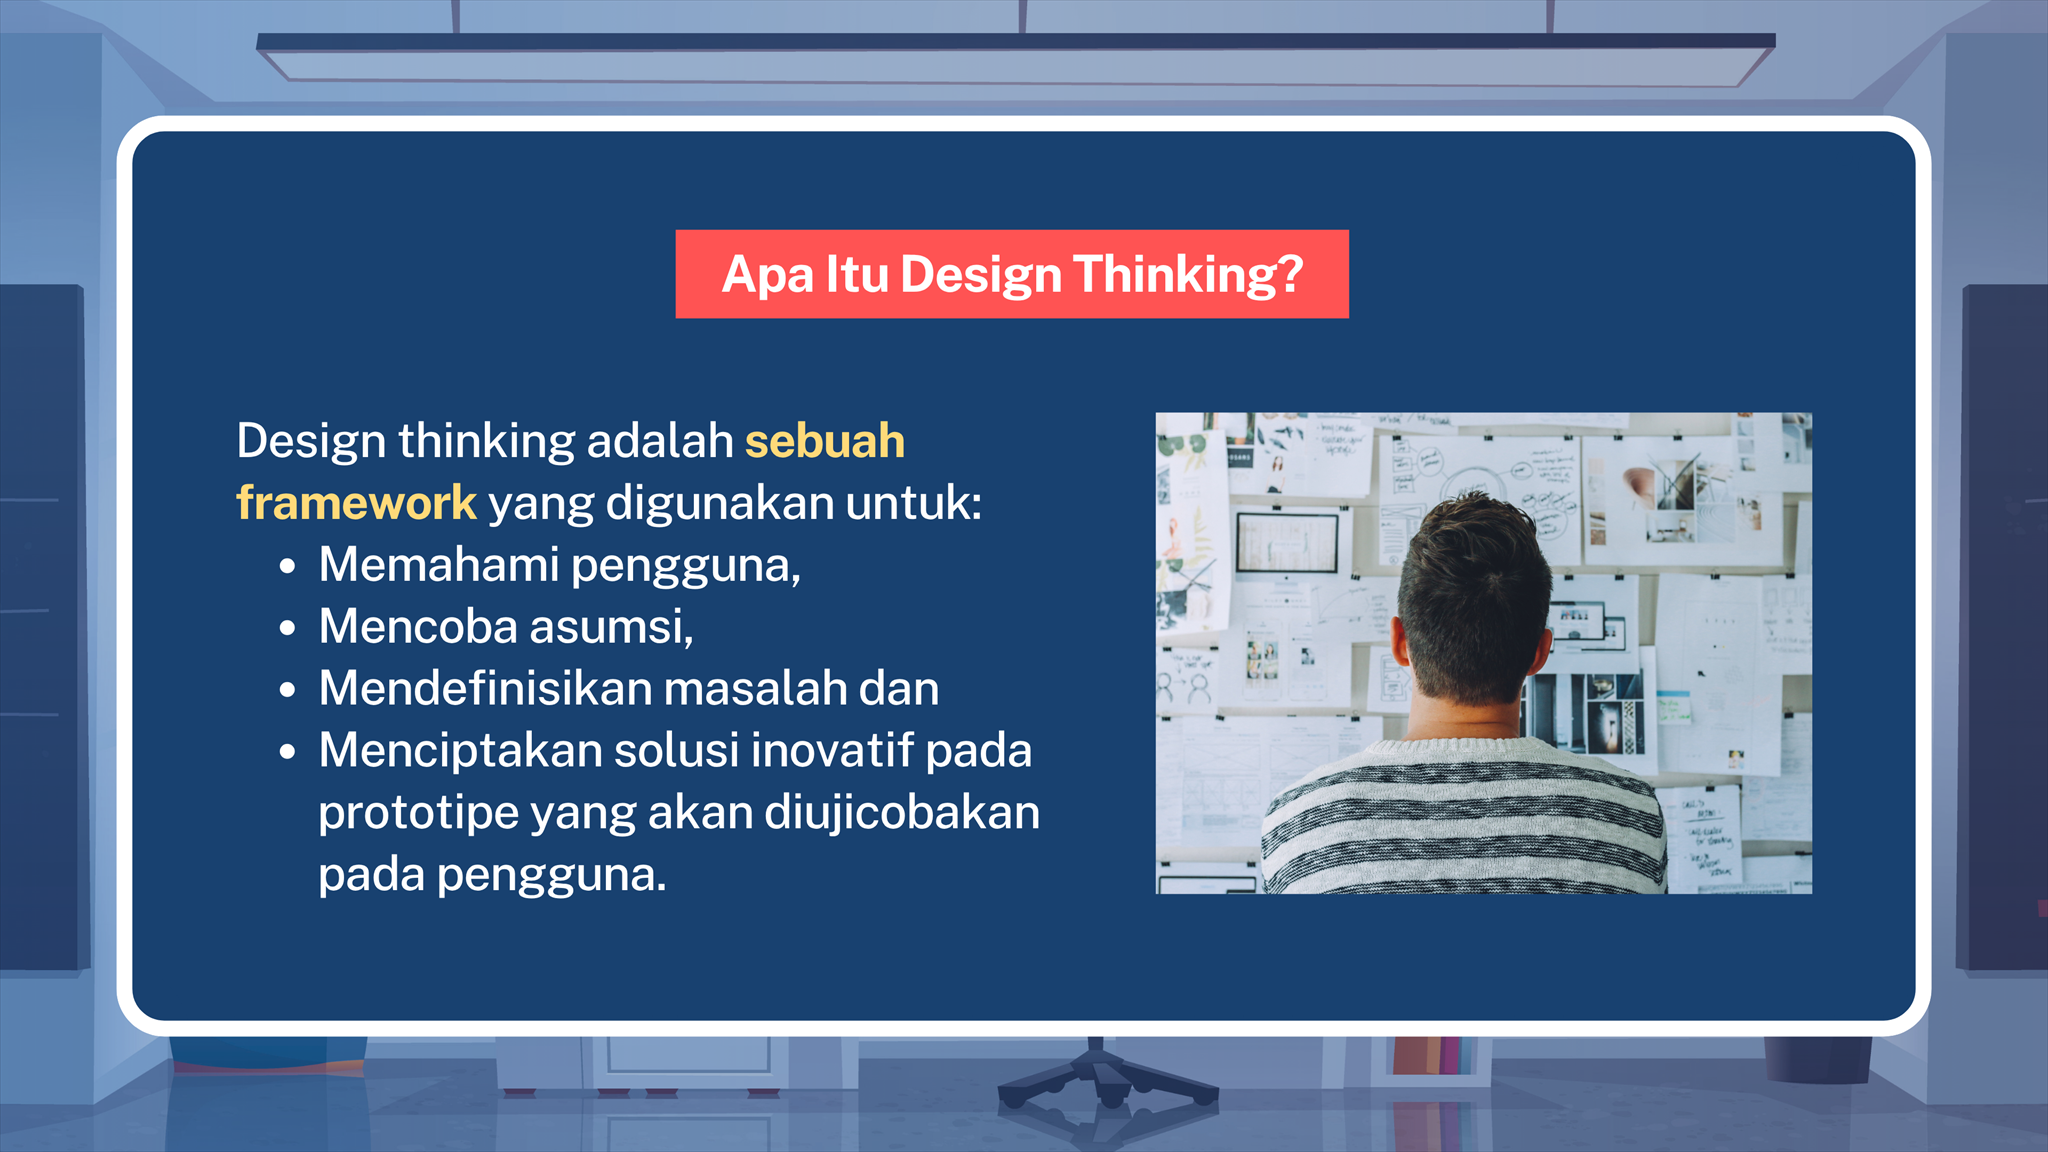 Apa Itu Design Thinking?
Design thinking adalah sebuah
framework yang digunakan untuk:
• Memahami pengguna,
• Mencoba asumsi,
• Mendefinisikan masalah dan
• Menciptakan solusi inovatif pada
prototipe yang akan diujicobakan
pada pengguna.